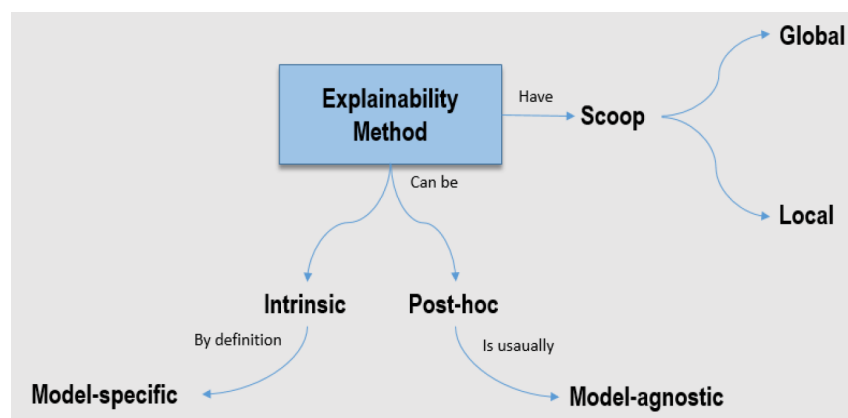 Global
Explainability
Method
Have
Scoop
Can be
Local
Intrinsic
Post-hoc
By definition
Is usaually
Model-specific
Model-agnostic